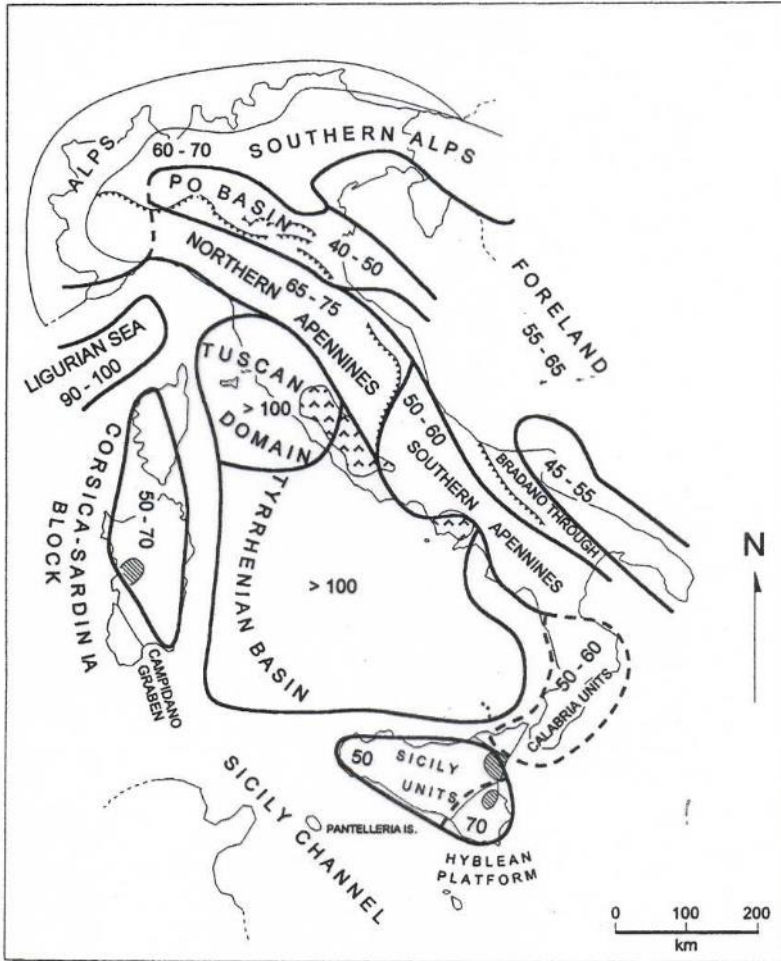 ALPS
60 - 70
SOUTHERN ALPS
PO BASIN
40 - 50
NORTHERN APENNINES
65 - 75
FORELAND
55 - 65
LIGURIAN SEA
90 - 100
TUSCAN
> 100
DOMAIN
50 - 60
SOUTHERN APENNINES
BRADANO THROUGH
45 - 55
CORSICA-SARDINIA
BLOCK
50 - 70
TYRRHENIAN BASIN
> 100
N
CAMPIDANO
GRABEN
50 - 60
CALABRIA UNITS
SICILY CHANNEL
50
SICILY
UNITS
70
PANTELLERIA IS.
HYBLEAN
PLATFORM
0 100 200
km